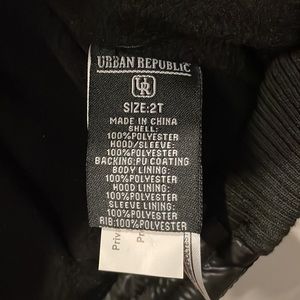 URBAN REPUBLIC
UR
SIZE:2T
MADE IN CHINA
SHELL:
100%POLYESTER
HOOD/SLEEVE:
100%POLYESTER
BACKING:PU COATING
BODY LINING:
100%POLYESTER
HOOD LINING:
100%POLYESTER
SLEEVE LINING:
100%POLYESTER
RIB:100%POLYESTER